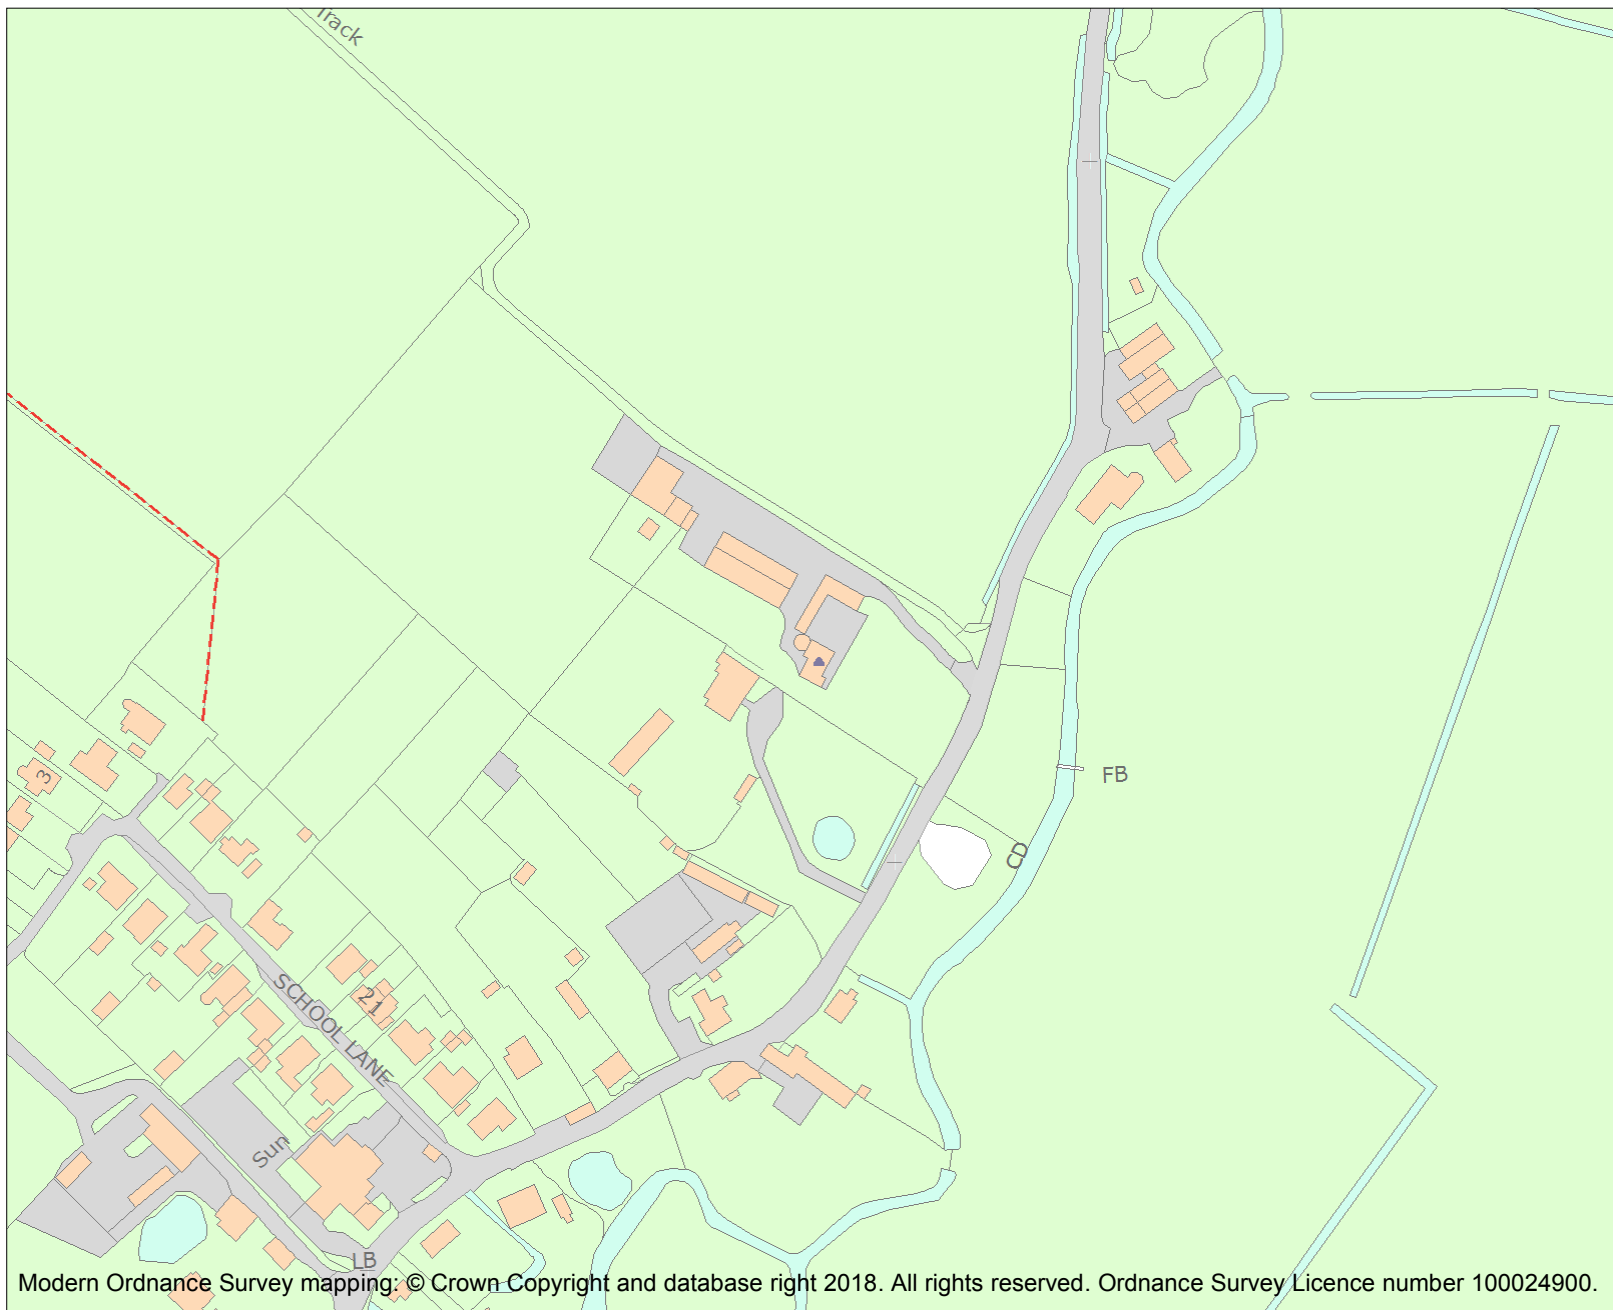 Track
FB
3
CD
SCHOOL LANE
21
Sun
LB
Modern Ordnance Survey mapping: © Crown Copyright and database right 2018. All rights reserved. Ordnance Survey Licence number 100024900.